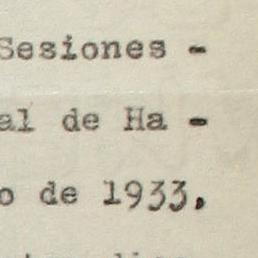 Sesiones -
al de Ha -
o de 1933.